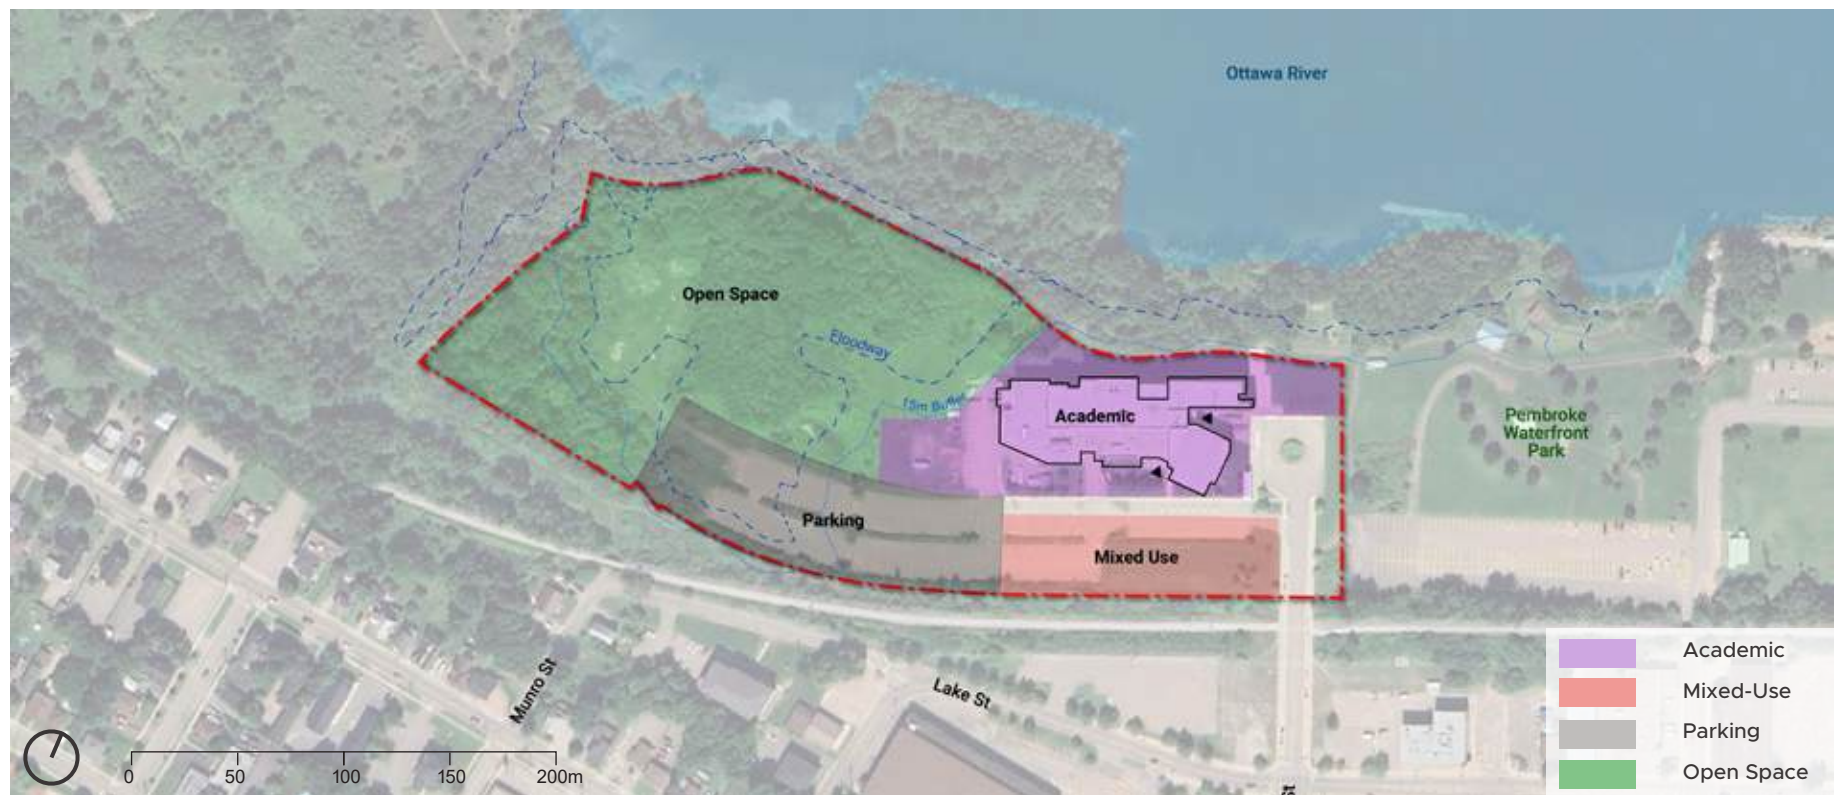 Ottawa River
Open Space
Floodway
15m Buffer
Academic
Pembroke
Waterfront
Park
Parking
Mixed Use
Munro St
Lake St
St
0 50 100 150 200m
Academic
Mixed-Use
Parking
Open Space